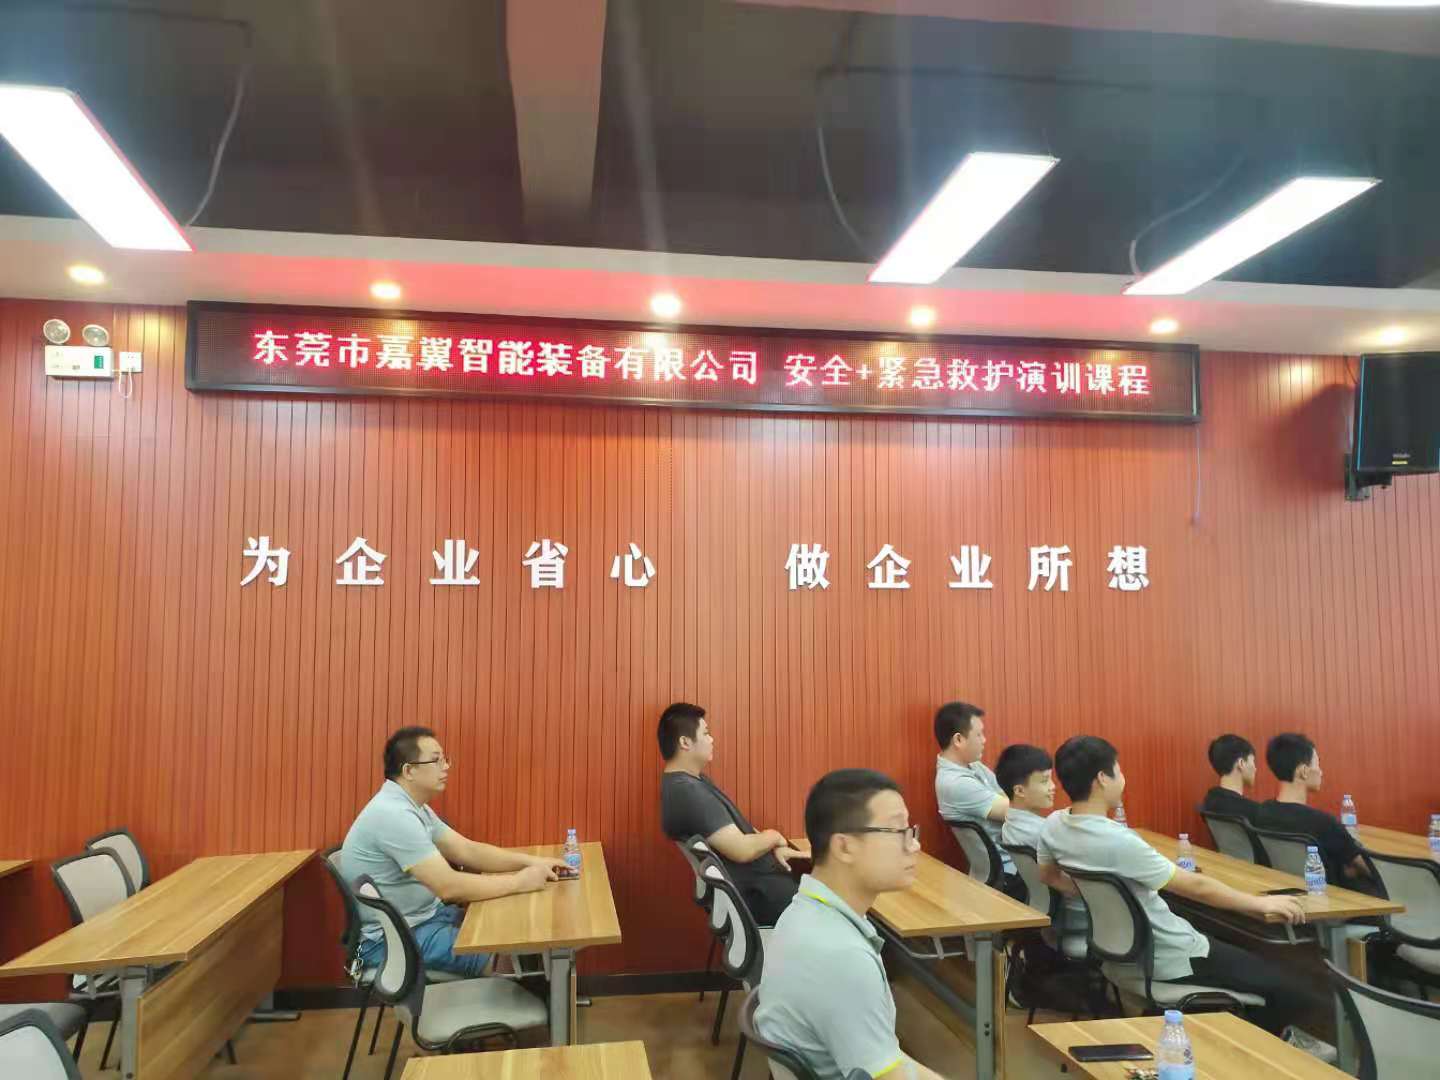 东莞市嘉翼智能装备有限公司 安全+紧急救护演训课程
为企业省心 做企业所想